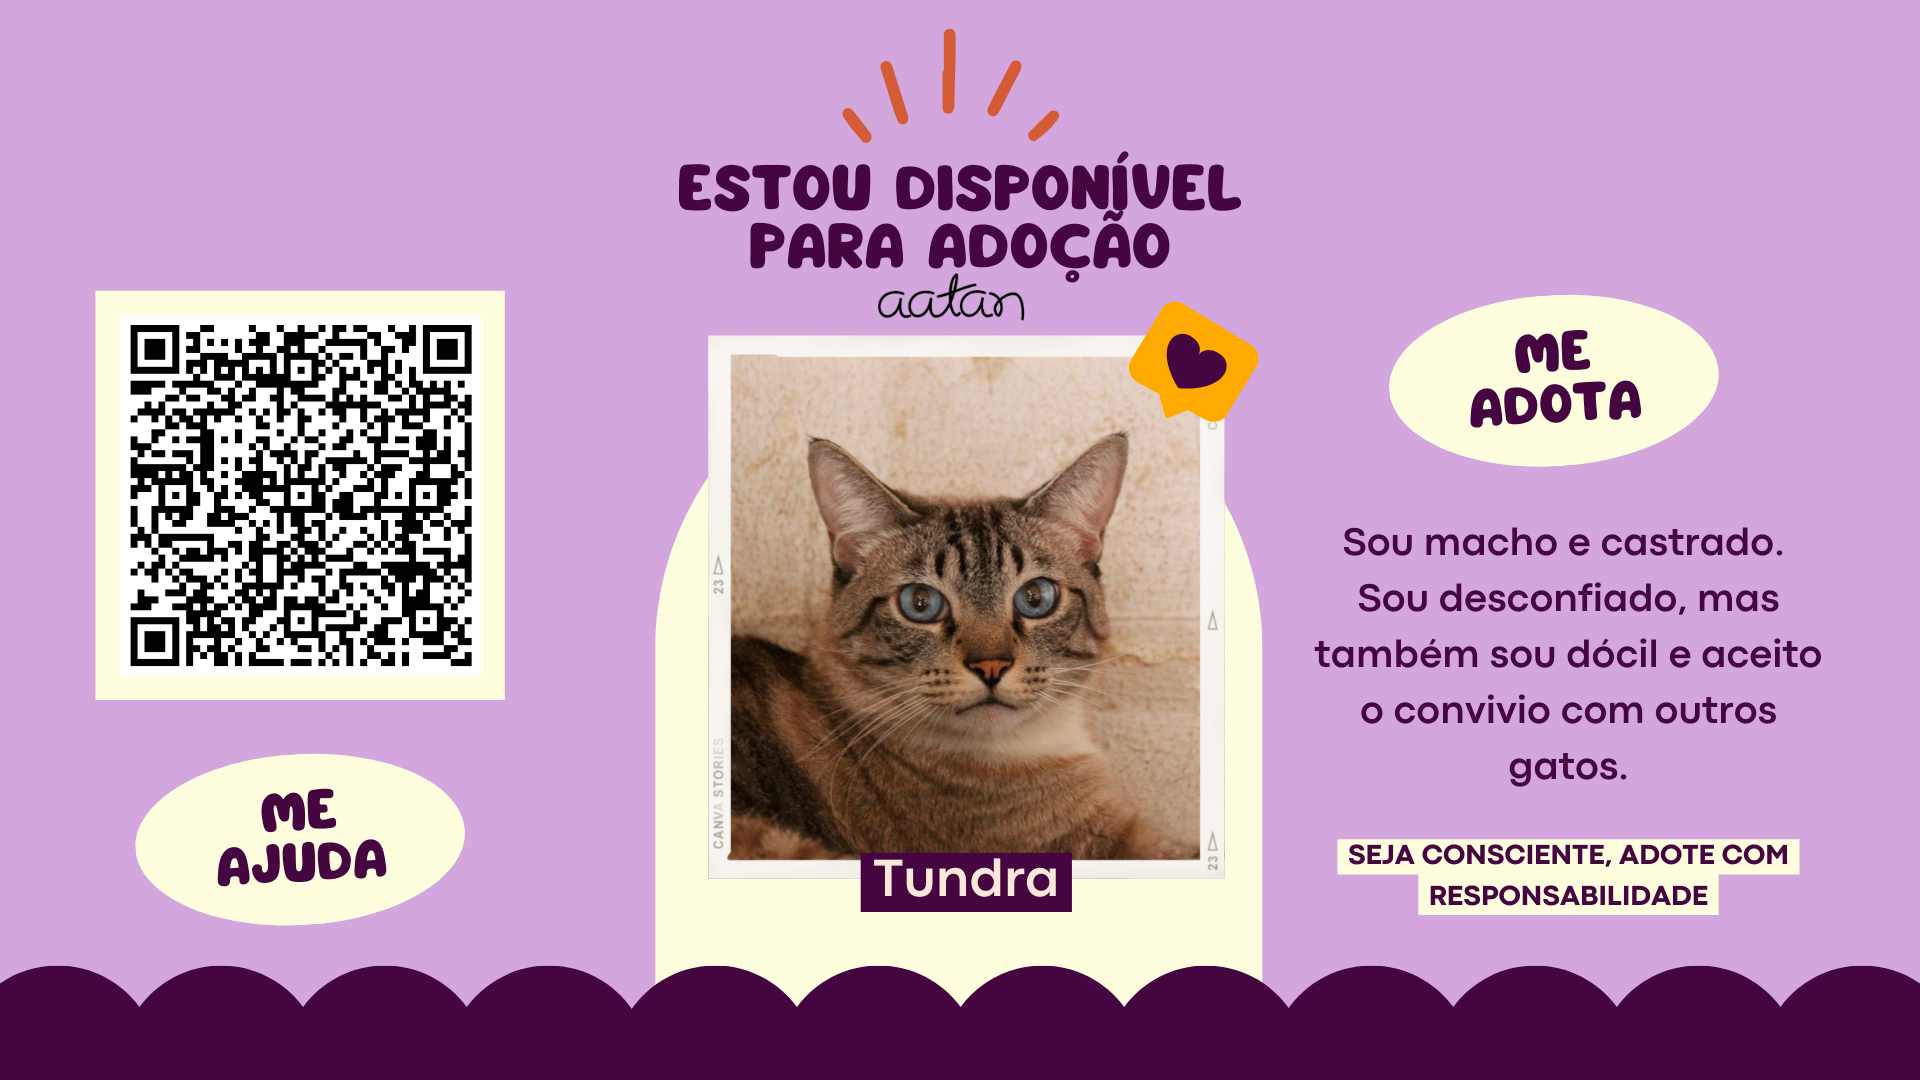 ESTOU DISPONÍVEL
PARA ADOÇÃO
aatan
ME
AJUDA
23
CANVA STORIES
23
Tundra
ME
ADOTA
Sou macho e castrado.
Sou desconfiado, mas
também sou dócil e aceito
o convivio com outros
gatos.
SEJA CONSCIENTE, ADOTE COM
RESPONSABILIDADE